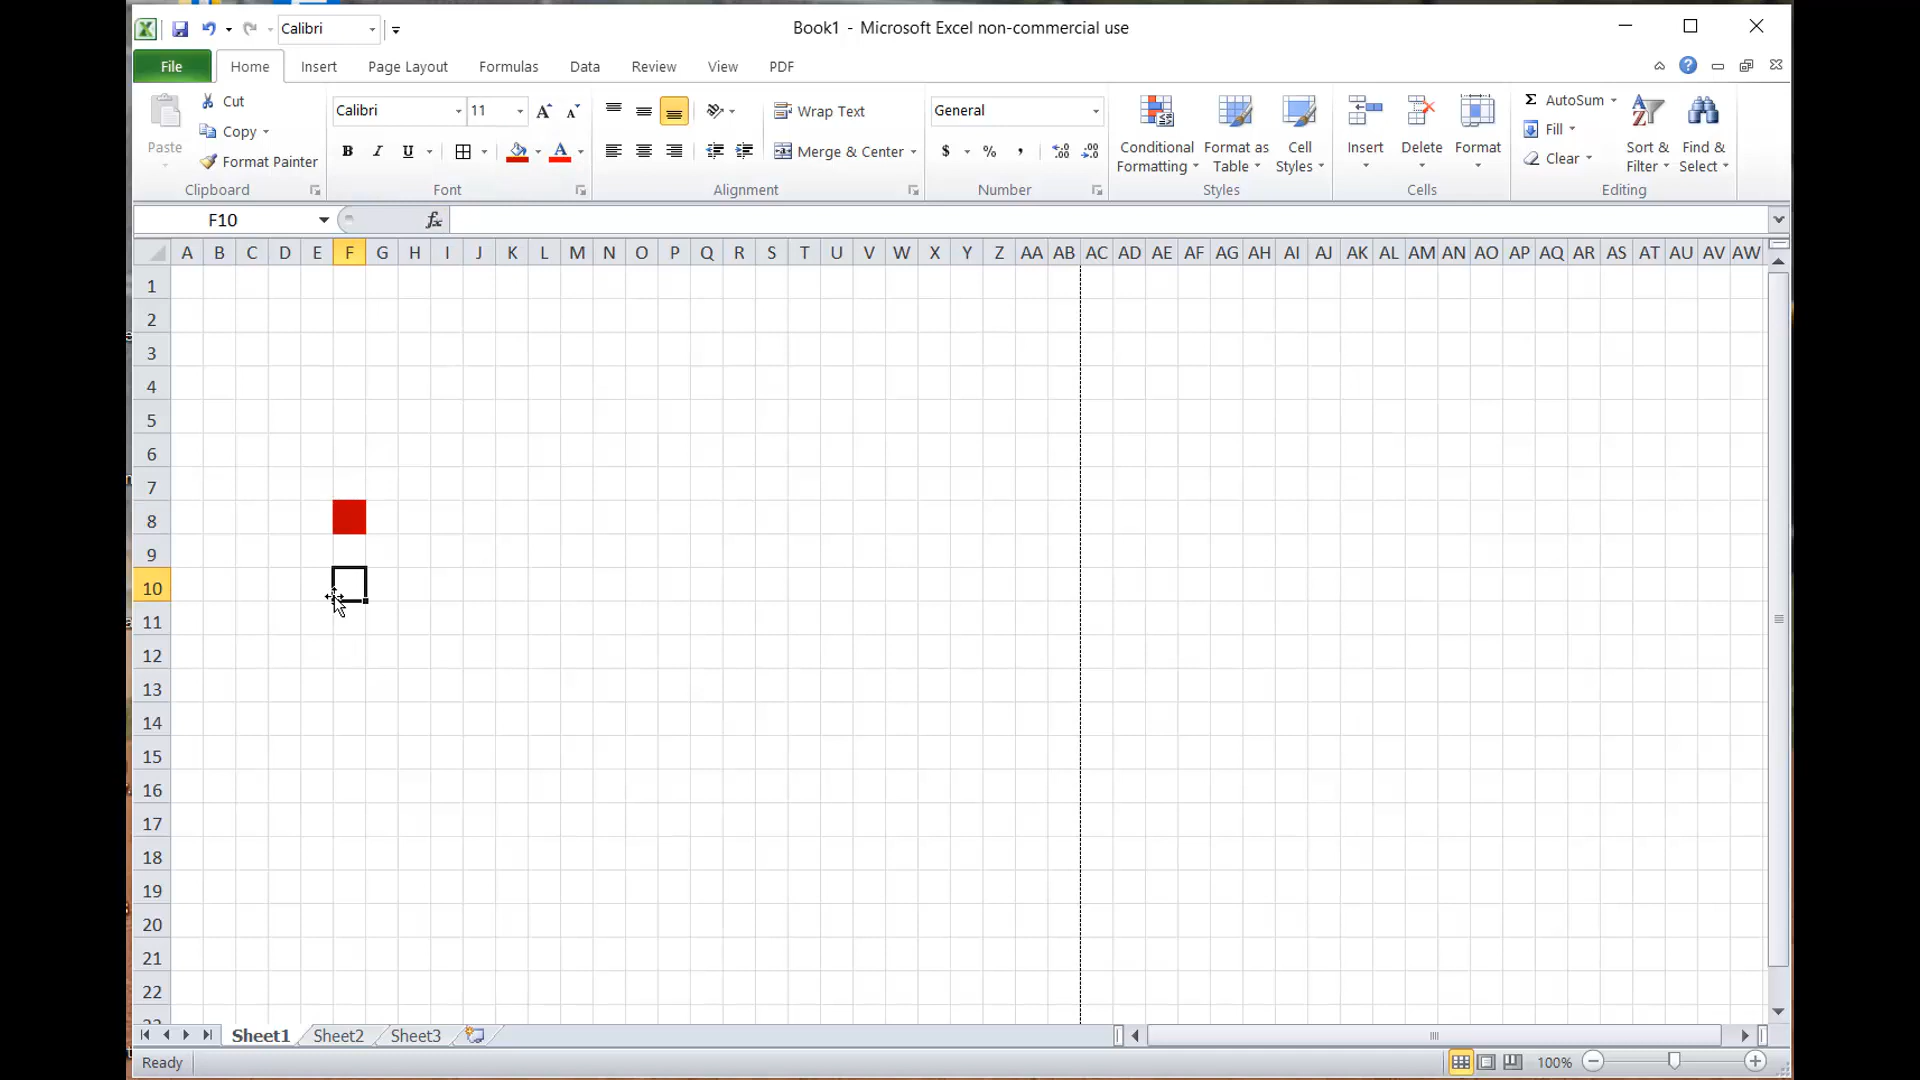 Calibri
Book1 - Microsoft Excel non-commercial use
File Home Insert Page Layout Formulas Data Review View PDF
Paste
Cut
Copy
Format Painter
Clipboard
Calibri 11
B I U A
Font
Wrap Text
Merge & Center
Alignment
General
$ % ,
Number
Conditional Formatting
Format as Table
Cell Styles
Styles
Insert Delete Format
Cells
Σ AutoSum
Fill
Clear
Sort & Filter
Find & Select
Editing
F10 fx
A B C D E F G H I J K L M N O P Q R S T U V W X Y Z AA AB AC AD AE AF AG AH AI AJ AK AL AM AN AO AP AQ AR AS AT AU AV AW
1
2
3
4
5
6
7
8
9
10
11
12
13
14
15
16
17
18
19
20
21
22
Sheet1 Sheet2 Sheet3
Ready 100%